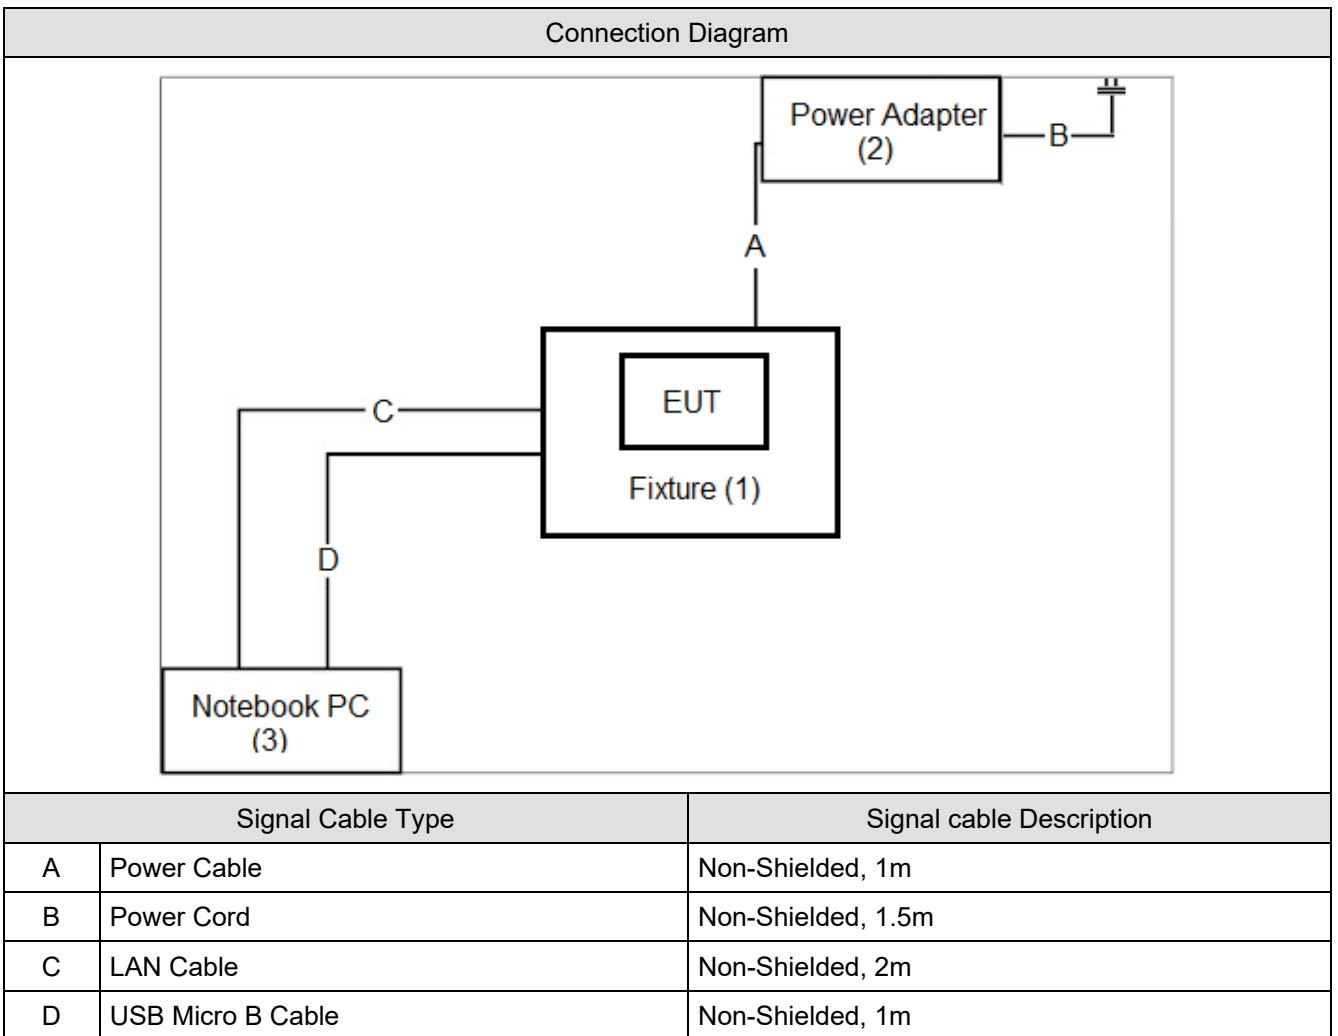 Connection Diagram
Power Adapter
(2)
B
A
EUT
C
Fixture (1)
D
Notebook PC
(3)
Signal Cable Type Signal cable Description
A Power Cable Non-Shielded, 1m
B Power Cord Non-Shielded, 1.5m
C LAN Cable Non-Shielded, 2m
D USB Micro B Cable Non-Shielded, 1m